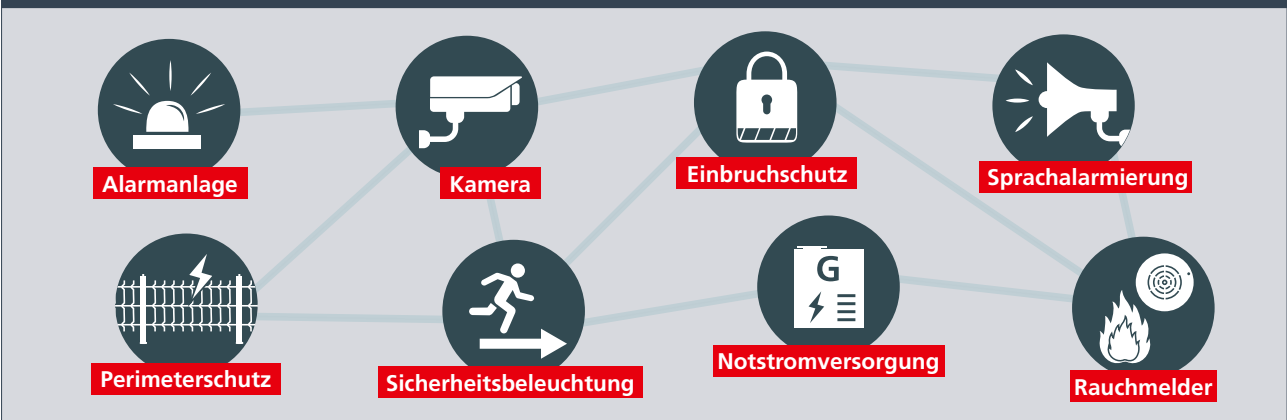 Alarmanlage
Kamera
Einbruchschutz
Sprachalarmierung
G
Perimeterschutz
Sicherheitsbeleuchtung
Notstromversorgung
Rauchmelder